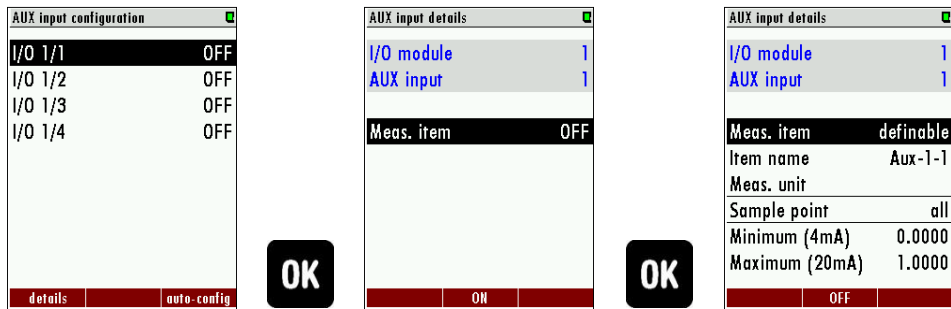 AUX input configuration
I/O 1/1 OFF
I/O 1/2 OFF
I/O 1/3 OFF
I/O 1/4 OFF
details auto-config
OK
AUX input details
I/O module 1
AUX input 1
Meas. item OFF
ON
OK
AUX input details
I/O module 1
AUX input 1
Meas. item definable
Item name Aux-1-1
Meas. unit
Sample point all
Minimum (4mA) 0.0000
Maximum (20mA) 1.0000
OFF